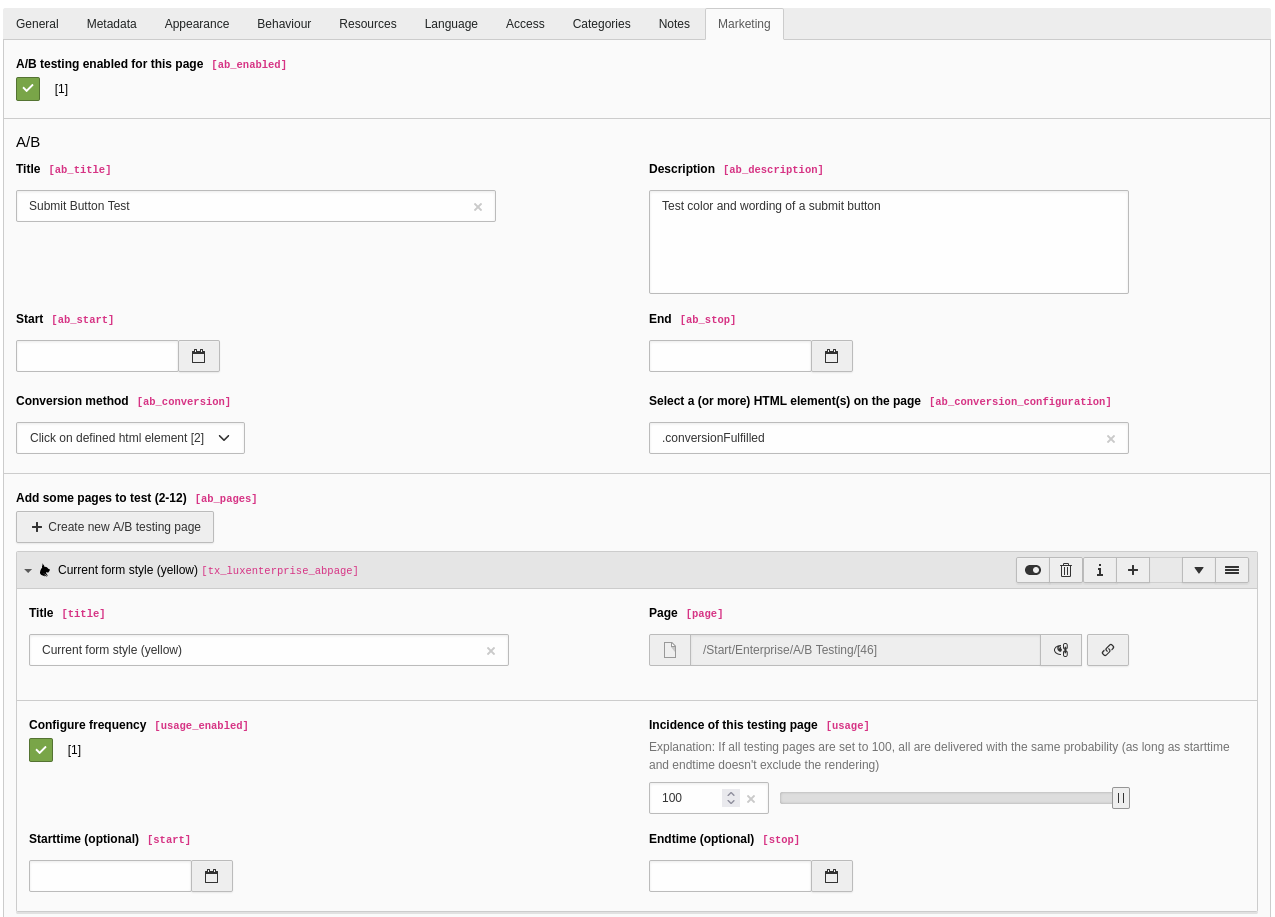 General Metadata Appearance Behaviour Resources Language Access Categories Notes Marketing
A/B testing enabled for this page [ab_enabled]
[1]
A/B
Title [ab_title]
Description [ab_description]
Submit Button Test
Test color and wording of a submit button
Start [ab_start]
End [ab_stop]
Conversion method [ab_conversion]
Select a (or more) HTML element(s) on the page [ab_conversion_configuration]
Click on defined html element [2]
.conversionFulfilled
Add some pages to test (2-12) [ab_pages]
Create new A/B testing page
Current form style (yellow) [tx_luxenterprise_abpage]
Title [title]
Page [page]
Current form style (yellow)
/Start/Enterprise/A/B Testing/[46]
Configure frequency [usage_enabled]
Incidence of this testing page [usage]
[1]
Explanation: If all testing pages are set to 100, all are delivered with the same probability (as long as starttime
and endtime doesn't exclude the rendering)
100
Starttime (optional) [start]
Endtime (optional) [stop]